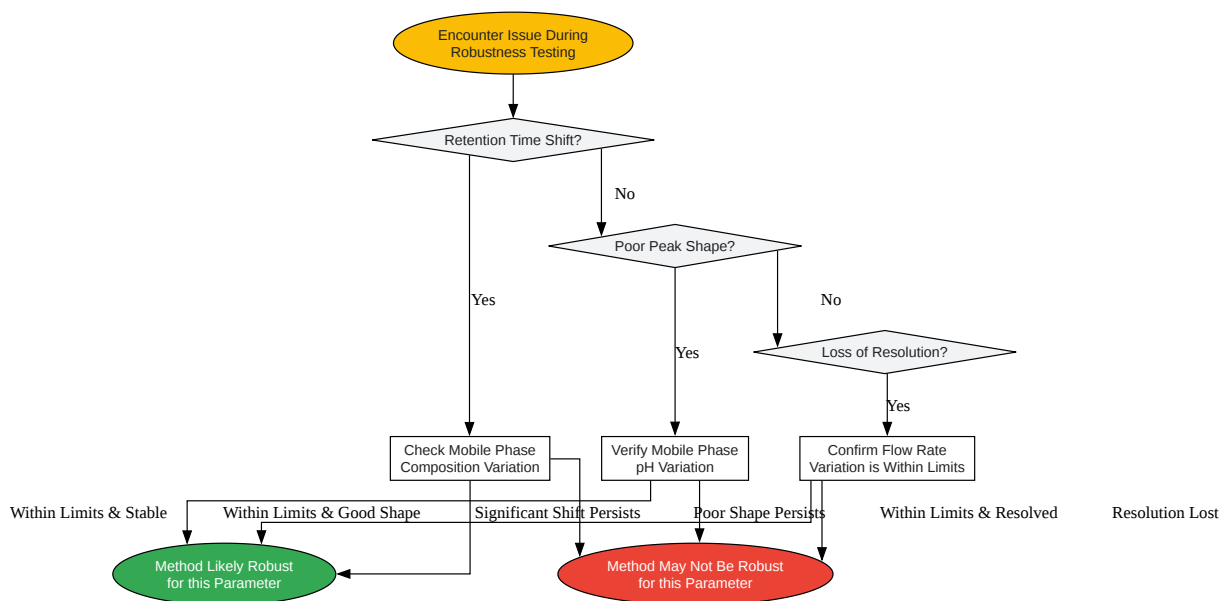 Encounter Issue During
Robustness Testing
Retention Time Shift?
No
Poor Peak Shape?
Yes
No
Yes
Loss of Resolution?
Yes
Check Mobile Phase
Composition Variation
Verify Mobile Phase
pH Variation
Confirm Flow Rate
Variation is Within Limits
Within Limits & Stable
Within Limits & Good Shape
Significant Shift Persists
Poor Shape Persists
Within Limits & Resolved
Resolution Lost
Method Likely Robust
for this Parameter
Method May Not Be Robust
for this Parameter